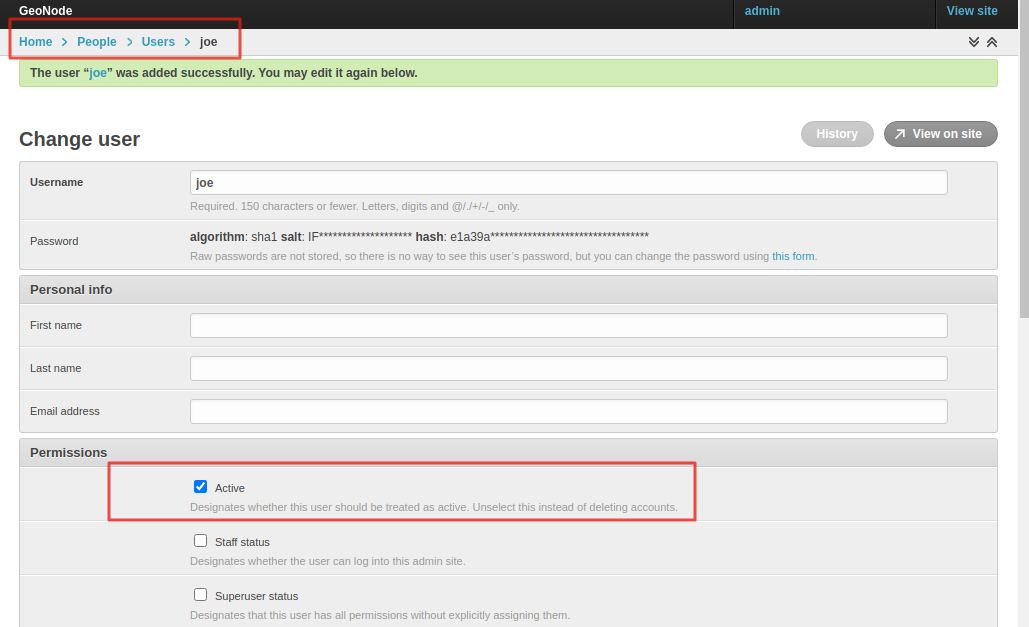 GeoNode admin View site
Home People Users joe
The user “joe” was added successfully. You may edit it again below.
Change user History View on site
Username joe
Required. 150 characters or fewer. Letters, digits and @/./+/-/_ only.
Password algorithm: sha1 salt: IF******************** hash: e1a39a**********************************
Raw passwords are not stored, so there is no way to see this user’s password, but you can change the password using this form.
Personal info
First name
Last name
Email address
Permissions
Active
Designates whether this user should be treated as active. Unselect this instead of deleting accounts.
Staff status
Designates whether the user can log into this admin site.
Superuser status
Designates that this user has all permissions without explicitly assigning them.